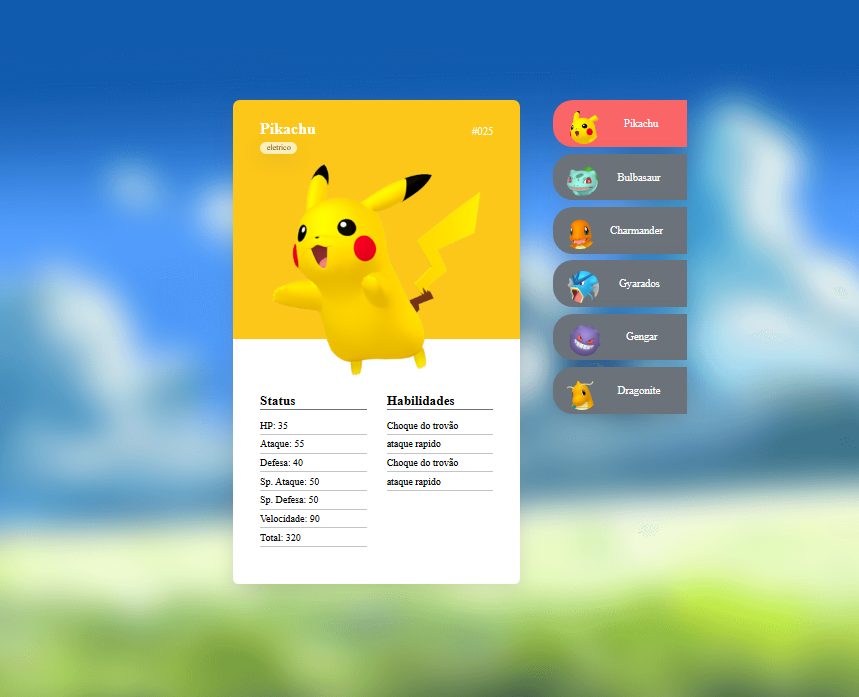 Pikachu
#025
eletrico
Status
HP: 35
Ataque: 55
Defesa: 40
Sp. Ataque: 50
Sp. Defesa: 50
Velocidade: 90
Total: 320
Habilidades
Choque do trovão
ataque rapido
Choque do trovão
ataque rapido
Pikachu
Bulbasaur
Charmander
Gyarados
Gengar
Dragonite